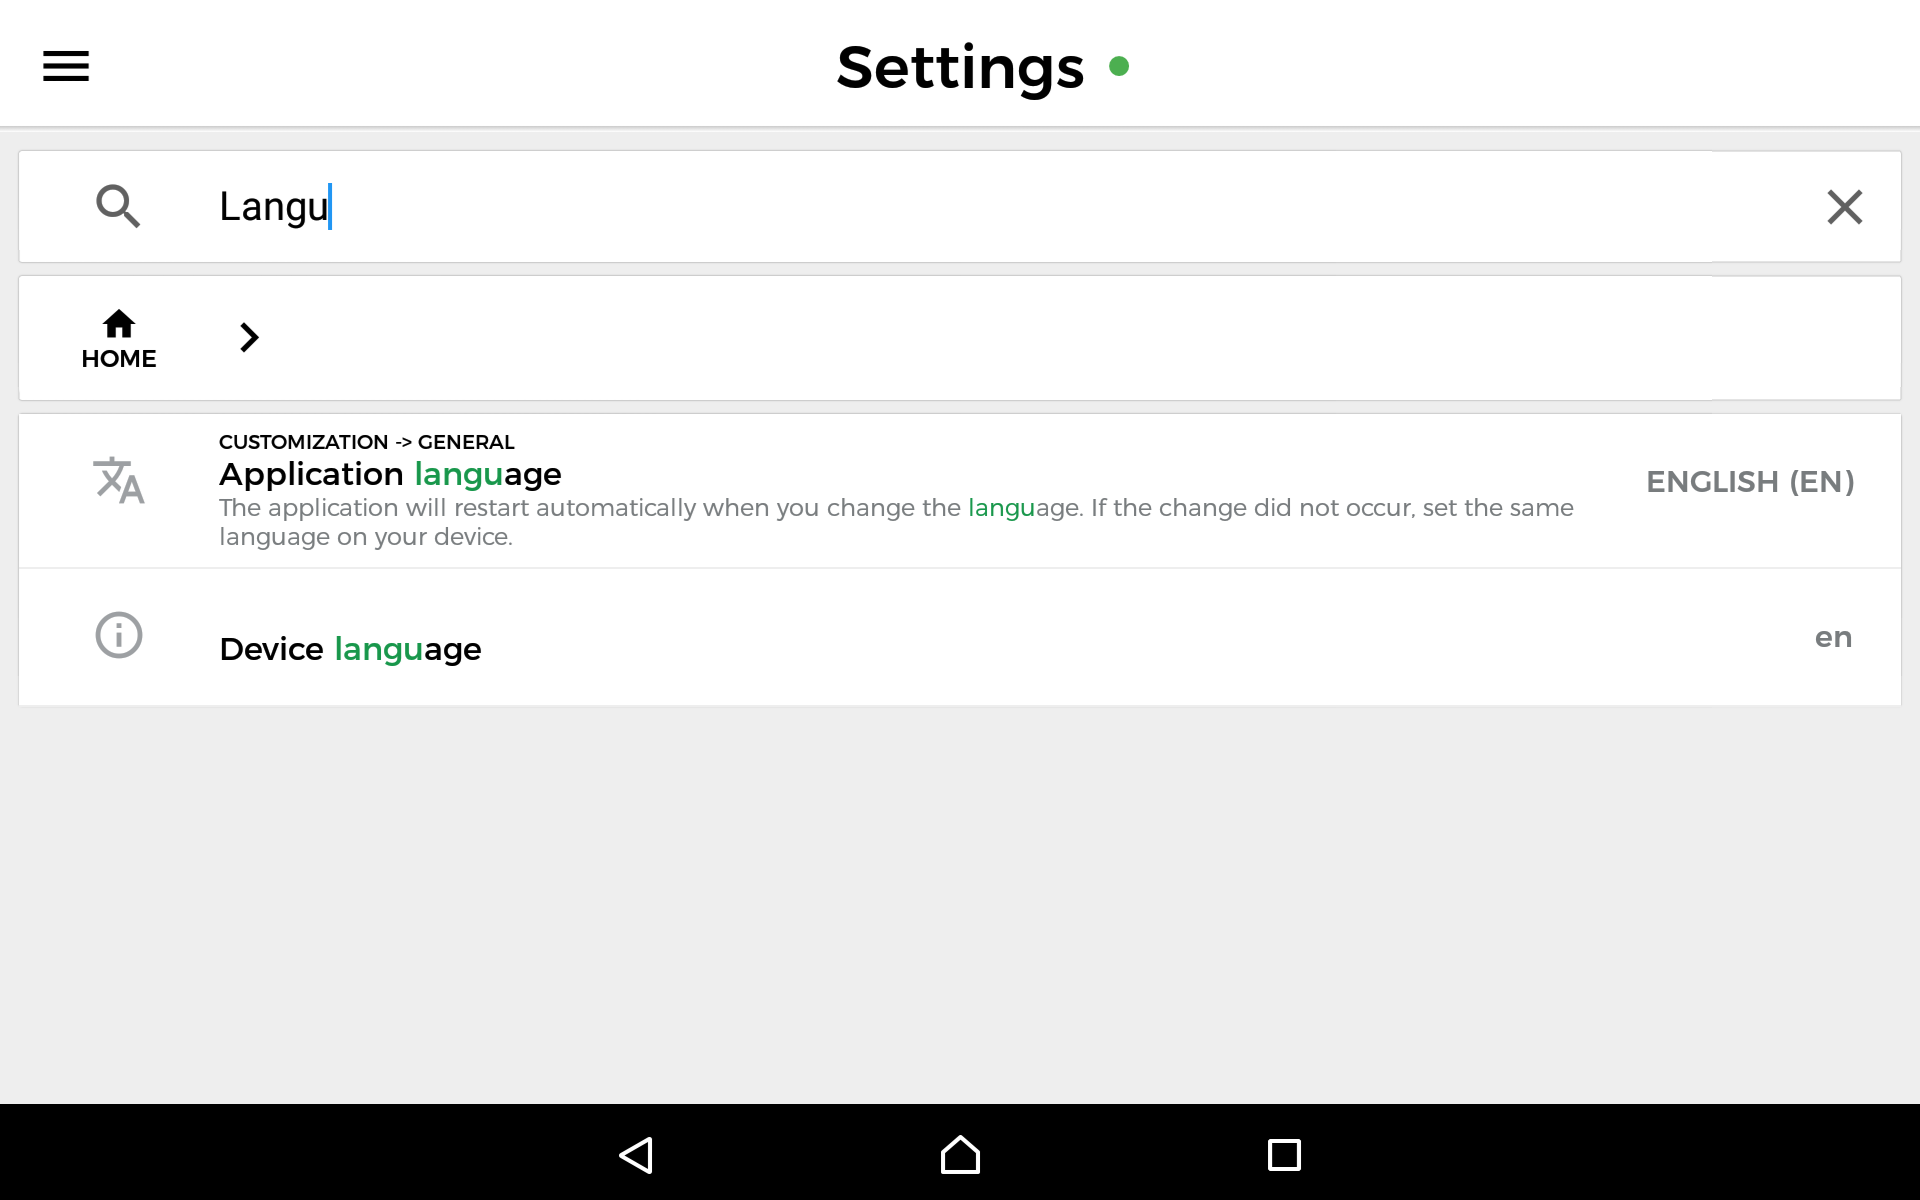 Settings
Langu
HOME
CUSTOMIZATION -> GENERAL
Application language
ENGLISH (EN)
The application will restart automatically when you change the language. If the change did not occur, set the same
language on your device.
Device language
en